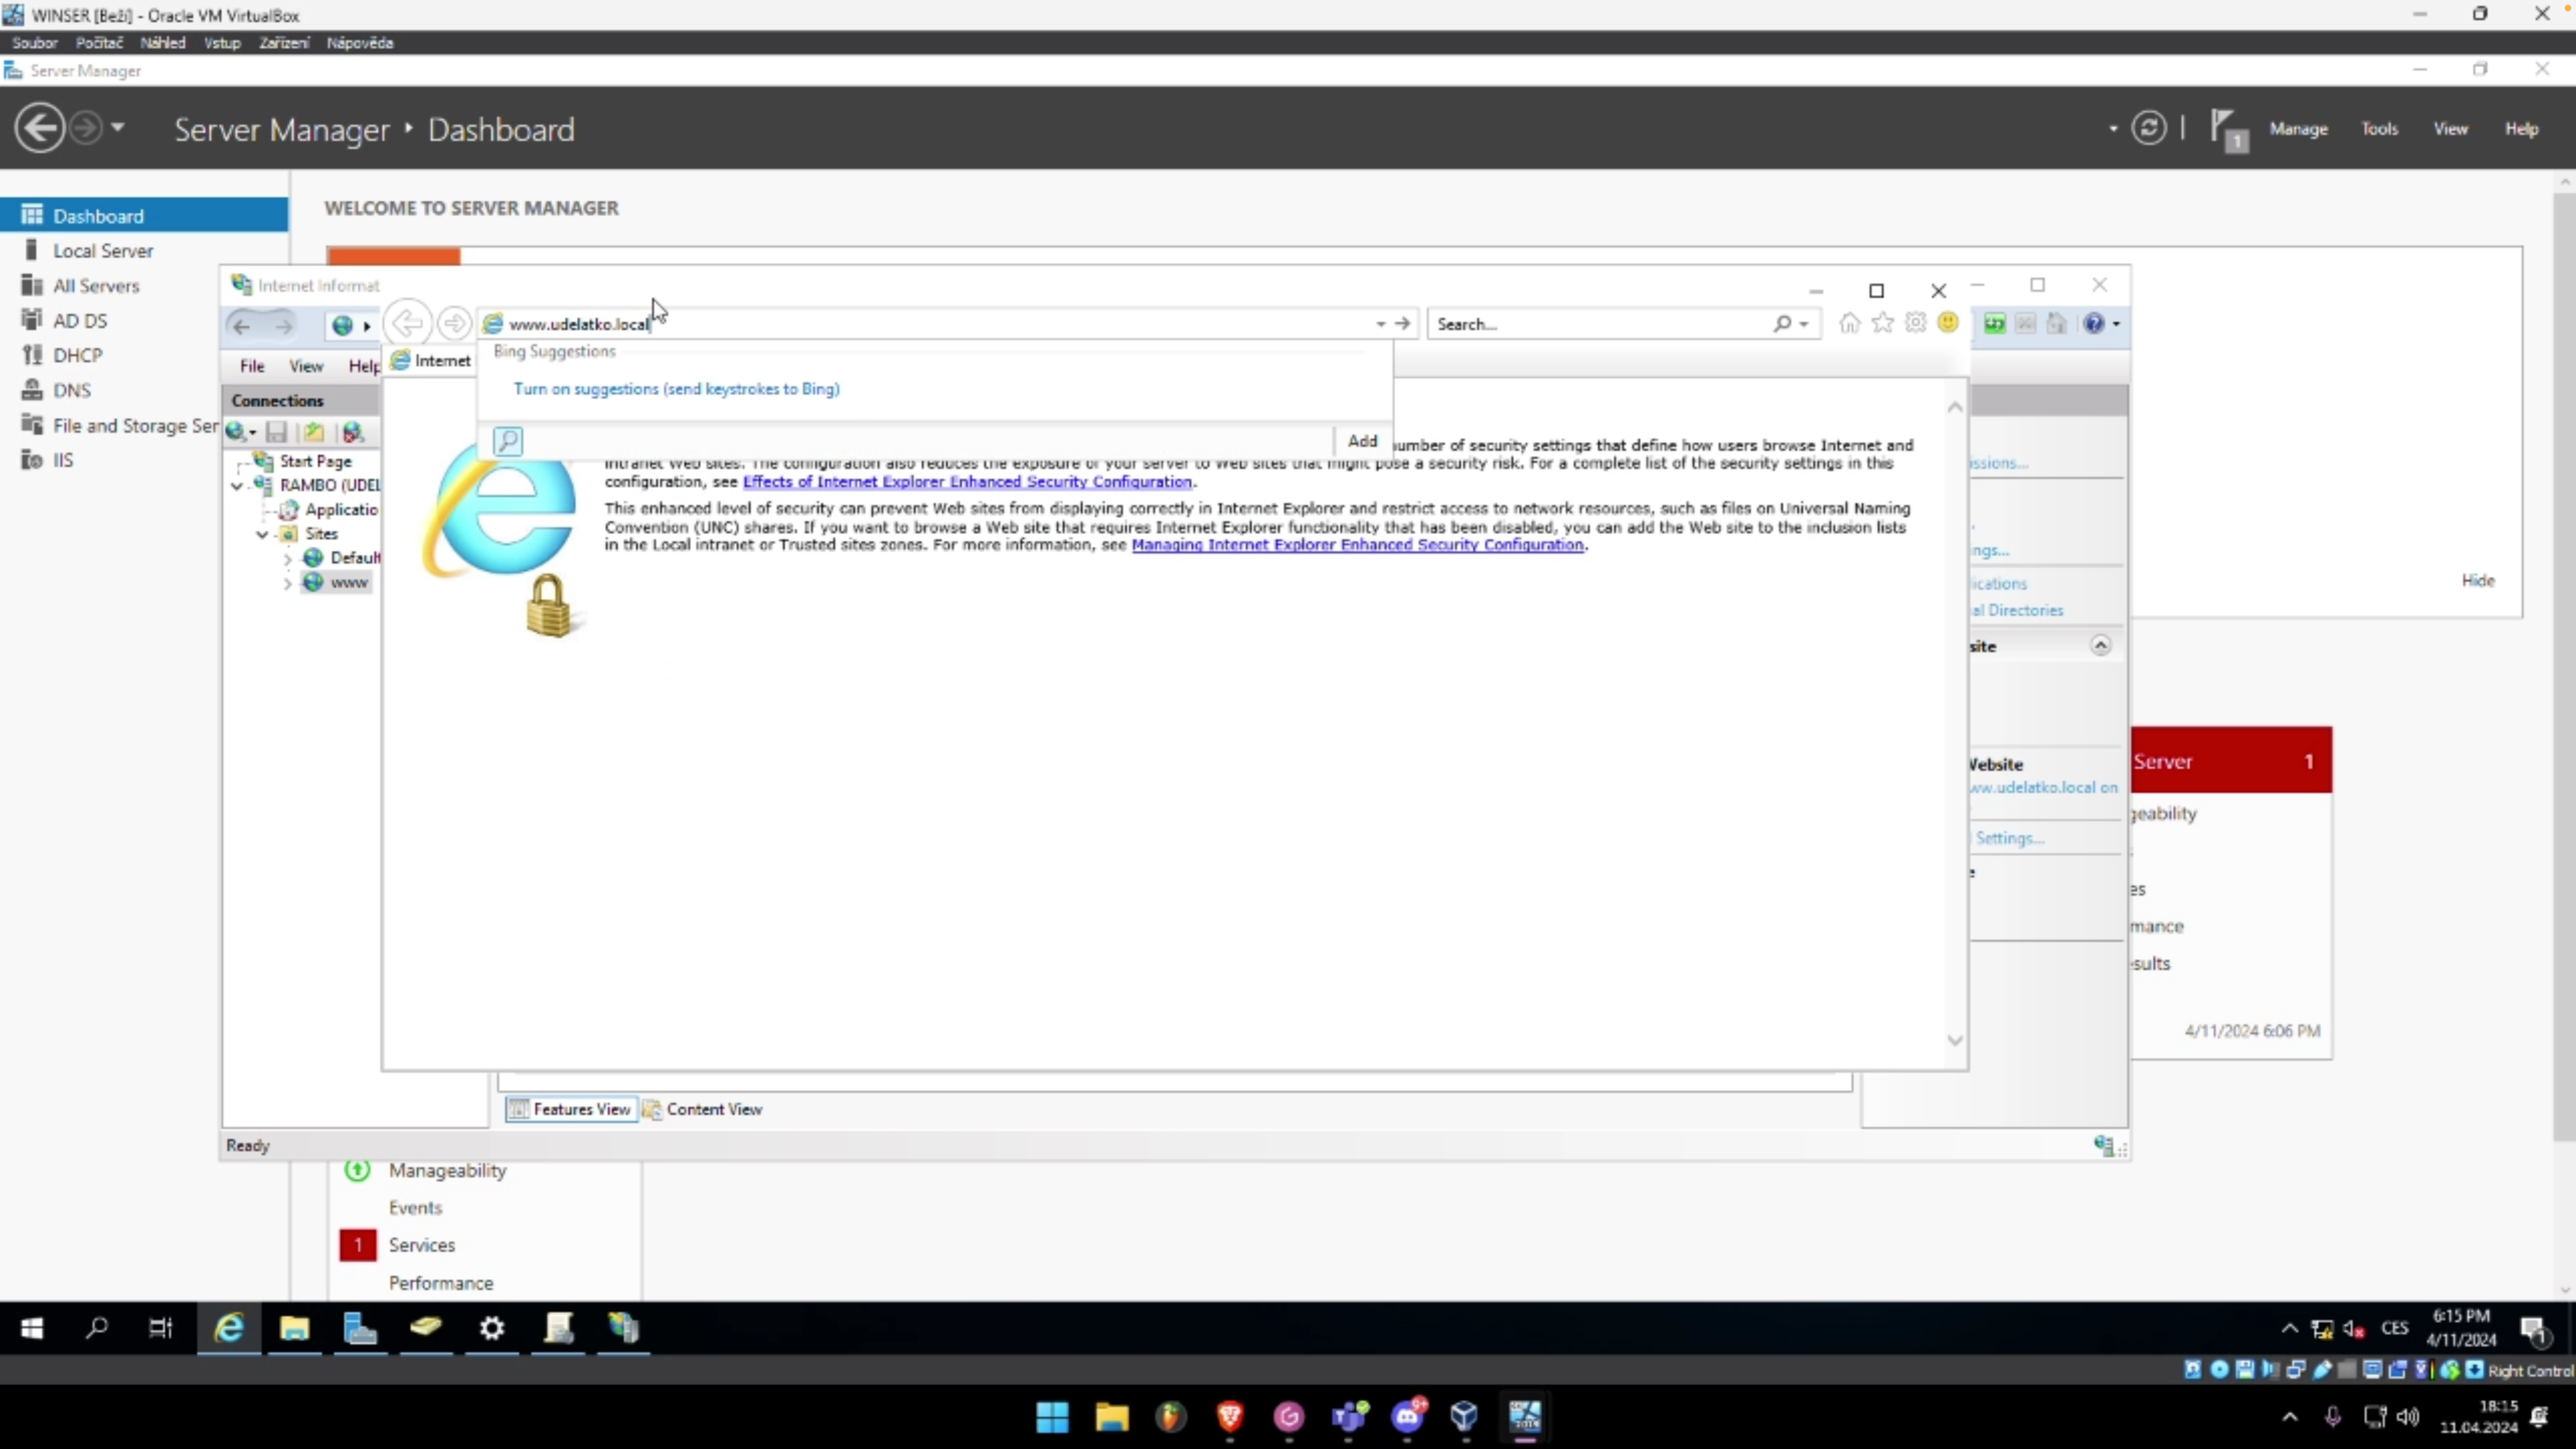 WINSER [Beží] - Oracle VM VirtualBox
Soubor Počítač Náhled Vstup Zařízení Nápověda
Server Manager
Server Manager Dashboard
1 Manage Tools View Help
Dashboard
Local Server
All Servers
AD DS
DHCP
DNS
File and Storage Ser
IIS
WELCOME TO SERVER MANAGER
Hide
Internet Informat
File View Help
Connections
Start Page
RAMBO (UDEL
Applicatio
Sites
Default
www
www.udelatko.local
Search...
Internet
Bing Suggestions
Turn on suggestions (send keystrokes to Bing)
Add
number of security settings that define how users browse Internet and
intranet Web sites. The configuration also reduces the exposure of your server to Web sites that might pose a security risk. For a complete list of the security settings in this
configuration, see Effects of Internet Explorer Enhanced Security Configuration.
This enhanced level of security can prevent Web sites from displaying correctly in Internet Explorer and restrict access to network resources, such as files on Universal Naming
Convention (UNC) shares. If you want to browse a Web site that requires Internet Explorer functionality that has been disabled, you can add the Web site to the inclusion lists
in the Local intranet or Trusted sites zones. For more information, see Managing Internet Explorer Enhanced Security Configuration.
issions...
ngs...
ications
al Directories
site
Website
ww.udelatko.local on
Settings...
e
Server 1
geability
es
mance
sults
4/11/2024 6:06 PM
Features View Content View
Ready
Manageability
Events
1 Services
Performance
CES
6:15 PM
4/11/2024
1
Right Control
9+
2019
18:15
11.04.2024